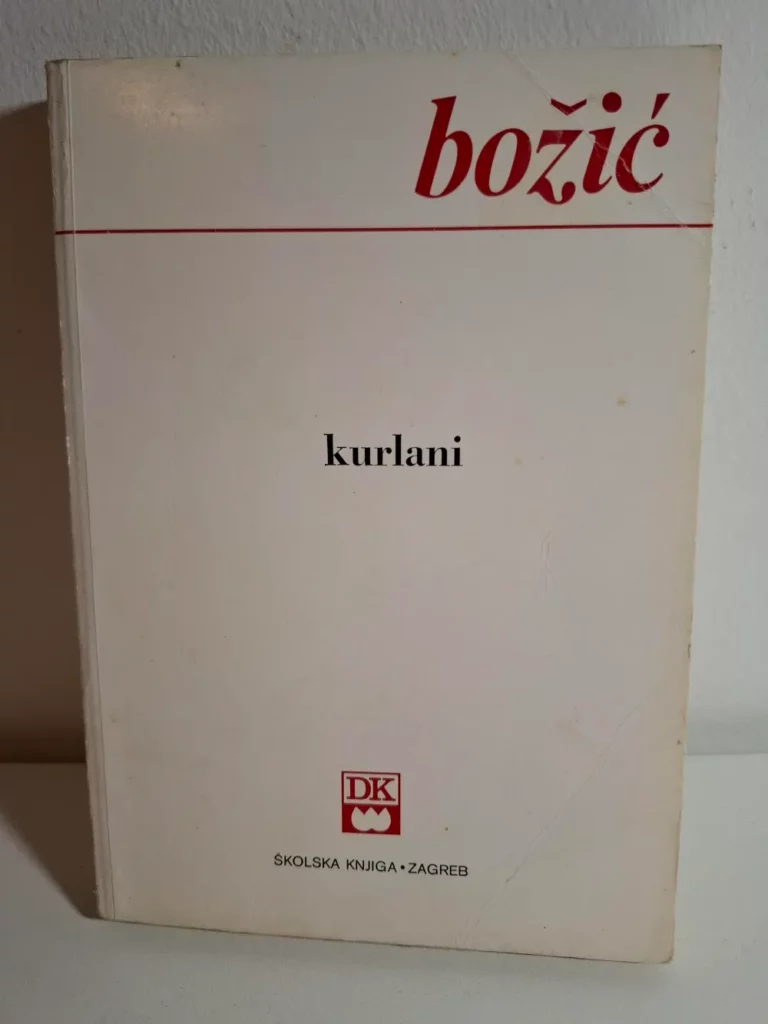 božić
kurlani
DK
ŠKOLSKA KNJIGA • ZAGREB